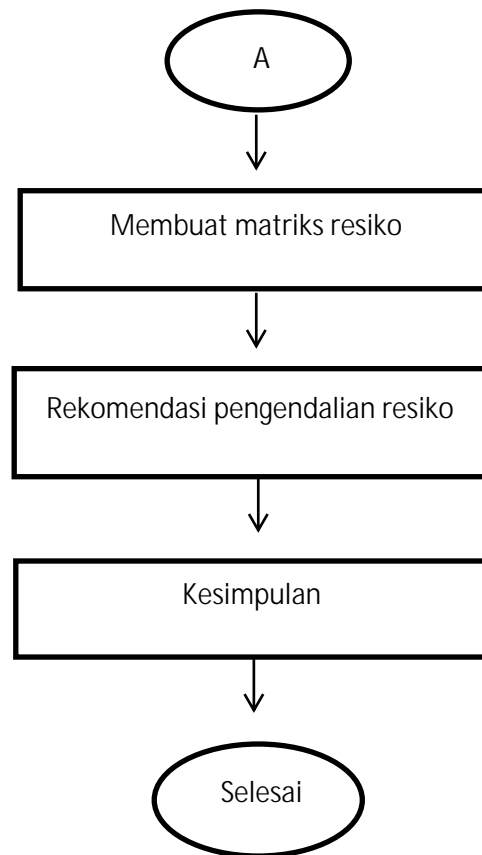 A
Membuat matriks resiko
Rekomendasi pengendalian resiko
Kesimpulan
Selesai